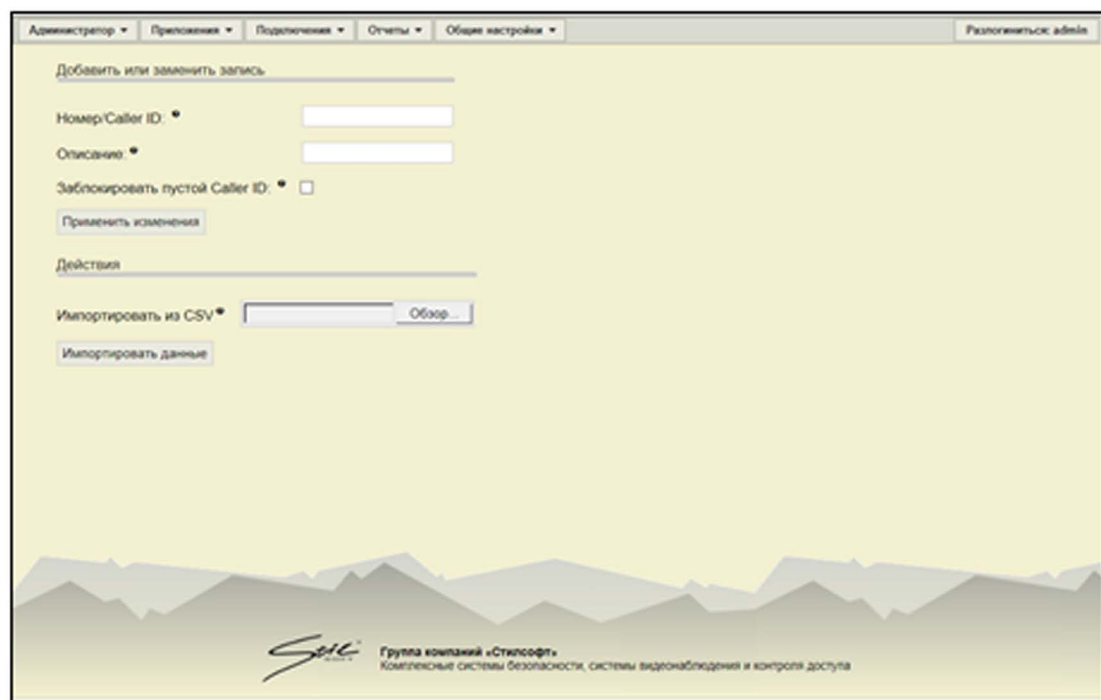 Администратор Приложения Подключения Отчеты Общие настройки Разлогиниться: admin
Добавить или заменить запись
Номер/Caller ID:
Описание:
Заблокировать пустой Caller ID:
Применить изменения
Действия
Импортировать из CSV Обзор...
Импортировать данные
Группа компаний «Стилсофт»
Комплексные системы безопасности, системы видеонаблюдения и контроля доступа